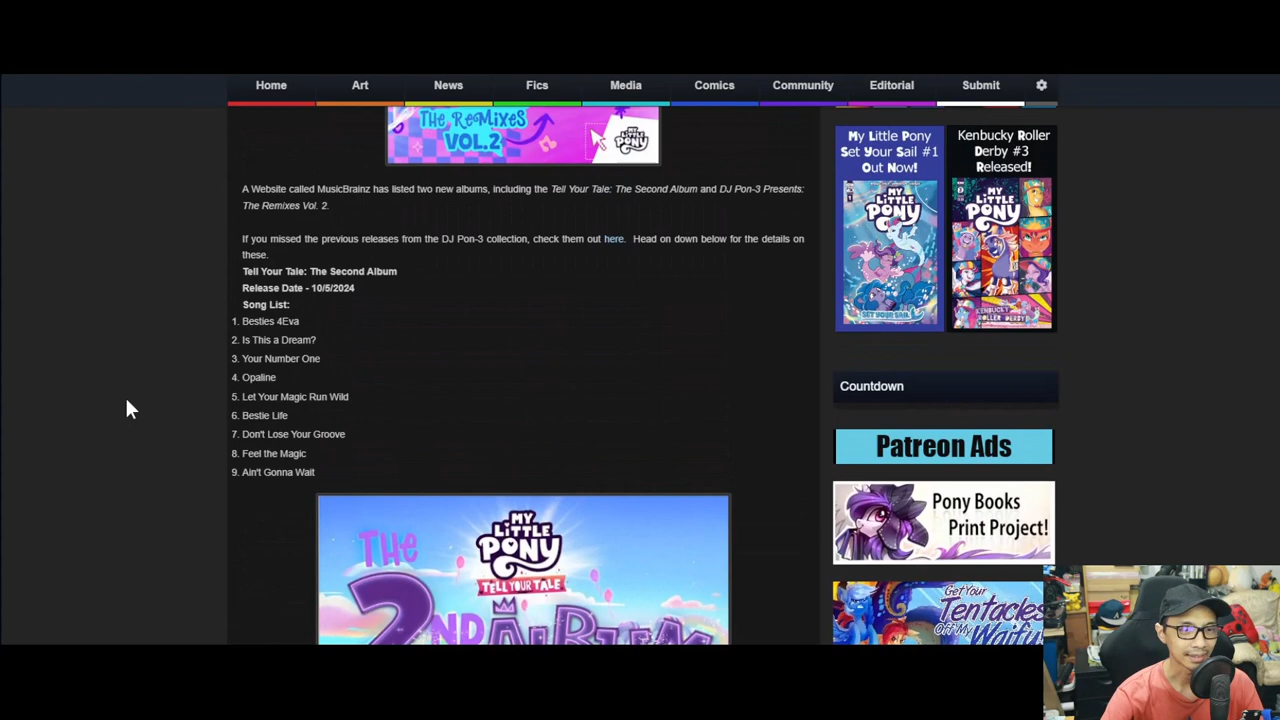 Home Art News Fics Media Comics Community Editorial Submit
THE ReMixES
VOL.2
MY
LITTLE
PONY
A Website called MusicBrainz has listed two new albums, including the Tell Your Tale: The Second Album and DJ Pon-3 Presents:
The Remixes Vol. 2.
If you missed the previous releases from the DJ Pon-3 collection, check them out here. Head on down below for the details on
these.
Tell Your Tale: The Second Album
Release Date - 10/5/2024
Song List:
1. Besties 4Eva
2. Is This a Dream?
3. Your Number One
4. Opaline
5. Let Your Magic Run Wild
6. Bestie Life
7. Don't Lose Your Groove
8. Feel the Magic
9. Ain't Gonna Wait
MY
LITTLE
PONY
TELL YOUR TALE
THE
2ND ALBUM
My Little Pony
Set Your Sail #1
Out Now!
MY
LITTLE
PONY
SET YOUR SAIL
Kenbucky Roller
Derby #3
Released!
MY
LITTLE
PONY
KENBUCKY
ROLLER DERBY
Countdown
Patreon Ads
Pony Books
Print Project!
Get Your
Tentacles
Off My Waifu